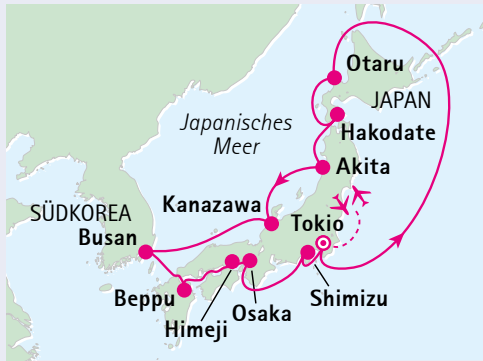 Otaru
JAPAN
Japanisches
Meer
Hakodate
Akita
Kanazawa
SÜDKOREA
Tokio
Busan
Beppu
Himeji
Osaka
Shimizu